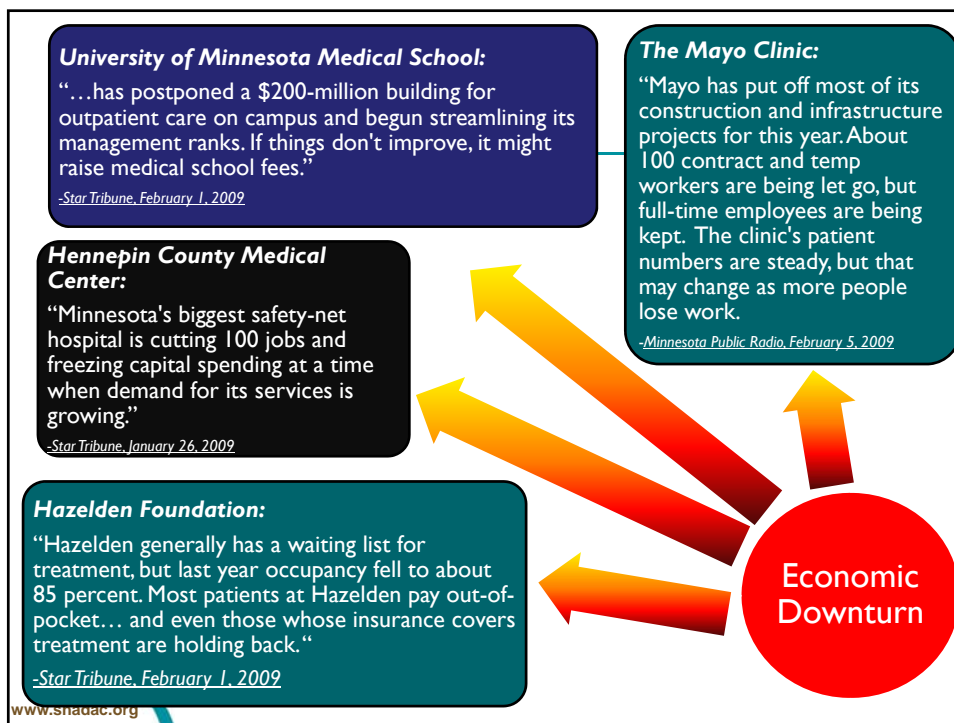 University of Minnesota Medical School:
“…has postponed a $200-million building for
outpatient care on campus and begun streamlining its
management ranks. If things don't improve, it might
raise medical school fees.”
-Star Tribune, February 1, 2009
The Mayo Clinic:
“Mayo has put off most of its
construction and infrastructure
projects for this year. About
100 contract and temp
workers are being let go, but
full-time employees are being
kept. The clinic's patient
numbers are steady, but that
may change as more people
lose work.
-Minnesota Public Radio, February 5, 2009
Hennepin County Medical
Center:
“Minnesota's biggest safety-net
hospital is cutting 100 jobs and
freezing capital spending at a time
when demand for its services is
growing.”
-Star Tribune, January 26, 2009
Hazelden Foundation:
“Hazelden generally has a waiting list for
treatment, but last year occupancy fell to about
85 percent. Most patients at Hazelden pay out-of-
pocket… and even those whose insurance covers
treatment are holding back.“
-Star Tribune, February 1, 2009
Economic
Downturn
www.shadac.org